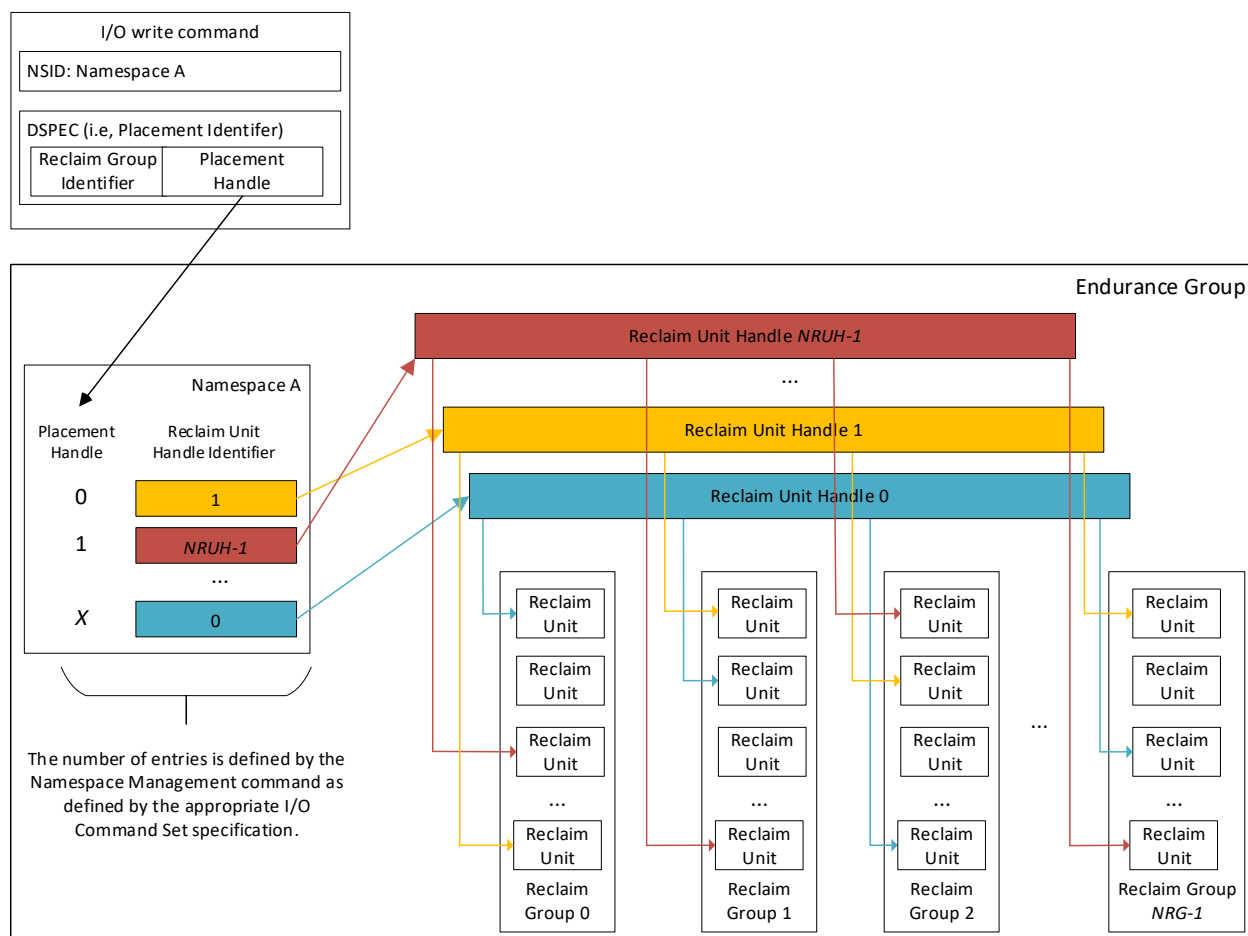 I/O write command
NSID: Namespace A
DSPEC (i.e, Placement Identifer)
Reclaim Group
Identifier
Placement
Handle
Endurance Group
Reclaim Unit Handle NRUH-1
...
Reclaim Unit Handle 1
Reclaim Unit Handle 0
Namespace A
Placement
Handle
Reclaim Unit
Handle Identifier
0
1
1
NRUH-1
...
X
0
The number of entries is defined by the
Namespace Management command as
defined by the appropriate I/O
Command Set specification.
Reclaim
Unit
Reclaim
Unit
Reclaim
Unit
...
Reclaim
Unit
Reclaim
Group 0
Reclaim
Unit
Reclaim
Unit
Reclaim
Unit
...
Reclaim
Unit
Reclaim
Group 1
Reclaim
Unit
Reclaim
Unit
Reclaim
Unit
...
Reclaim
Unit
Reclaim
Group 2
...
Reclaim
Unit
Reclaim
Unit
Reclaim
Unit
...
Reclaim
Unit
Reclaim Group
NRG-1